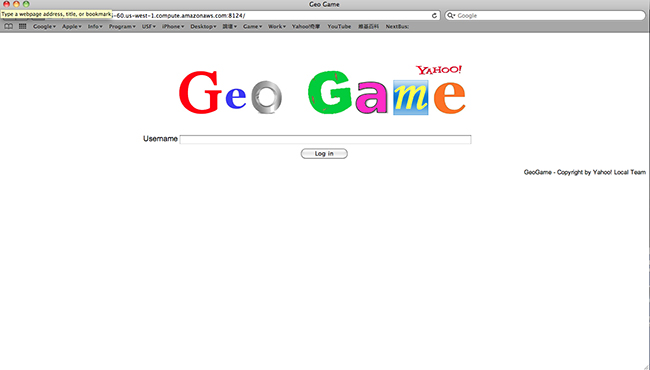 Geo Game
Type a webpage address, title, or bookmark
-60.us-west-1.compute.amazonaws.com:8124/
Google
Google Apple Info Program USF iPhone Desktop Game Work Yahoo!奇摩 YouTube 維基百科 NextBus:
YAHOO!
Geo Game
Username
Log in
GeoGame - Copyright by Yahoo! Local Team